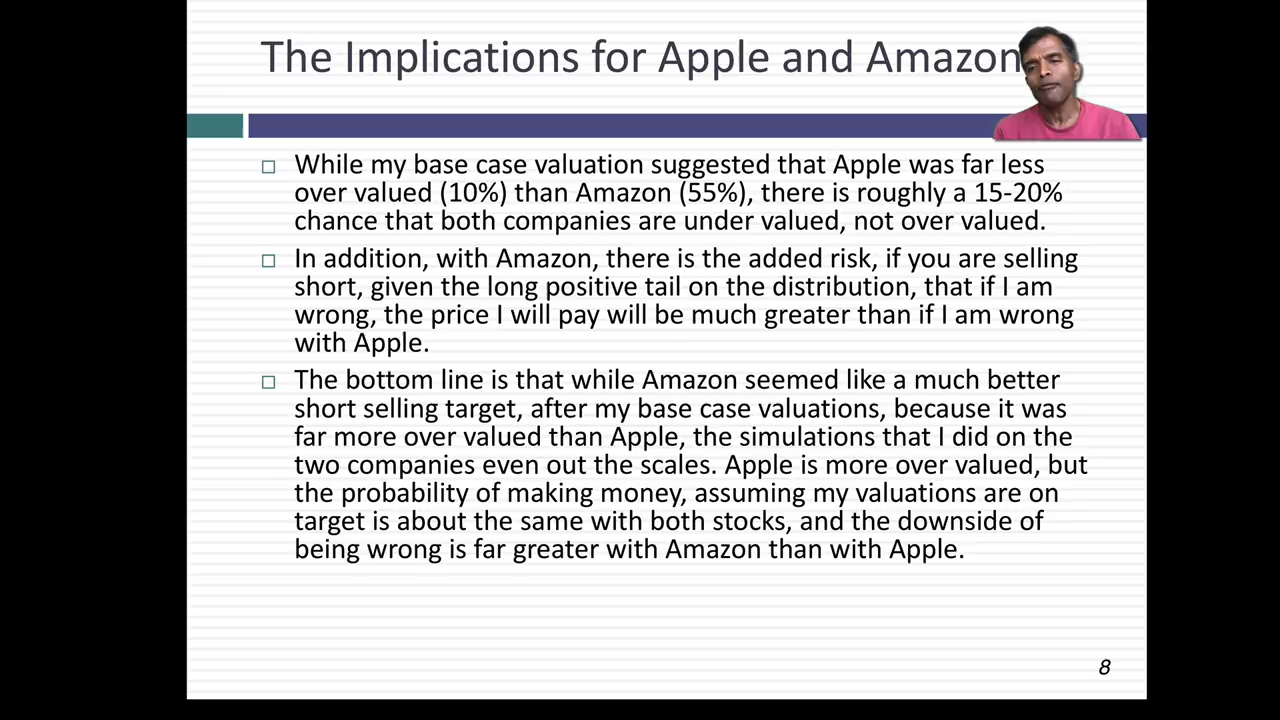 The Implications for Apple and Amazon
While my base case valuation suggested that Apple was far less
over valued (10%) than Amazon (55%), there is roughly a 15-20%
chance that both companies are under valued, not over valued.
In addition, with Amazon, there is the added risk, if you are selling
short, given the long positive tail on the distribution, that if I am
wrong, the price I will pay will be much greater than if I am wrong
with Apple.
The bottom line is that while Amazon seemed like a much better
short selling target, after my base case valuations, because it was
far more over valued than Apple, the simulations that I did on the
two companies even out the scales. Apple is more over valued, but
the probability of making money, assuming my valuations are on
target is about the same with both stocks, and the downside of
being wrong is far greater with Amazon than with Apple.
8